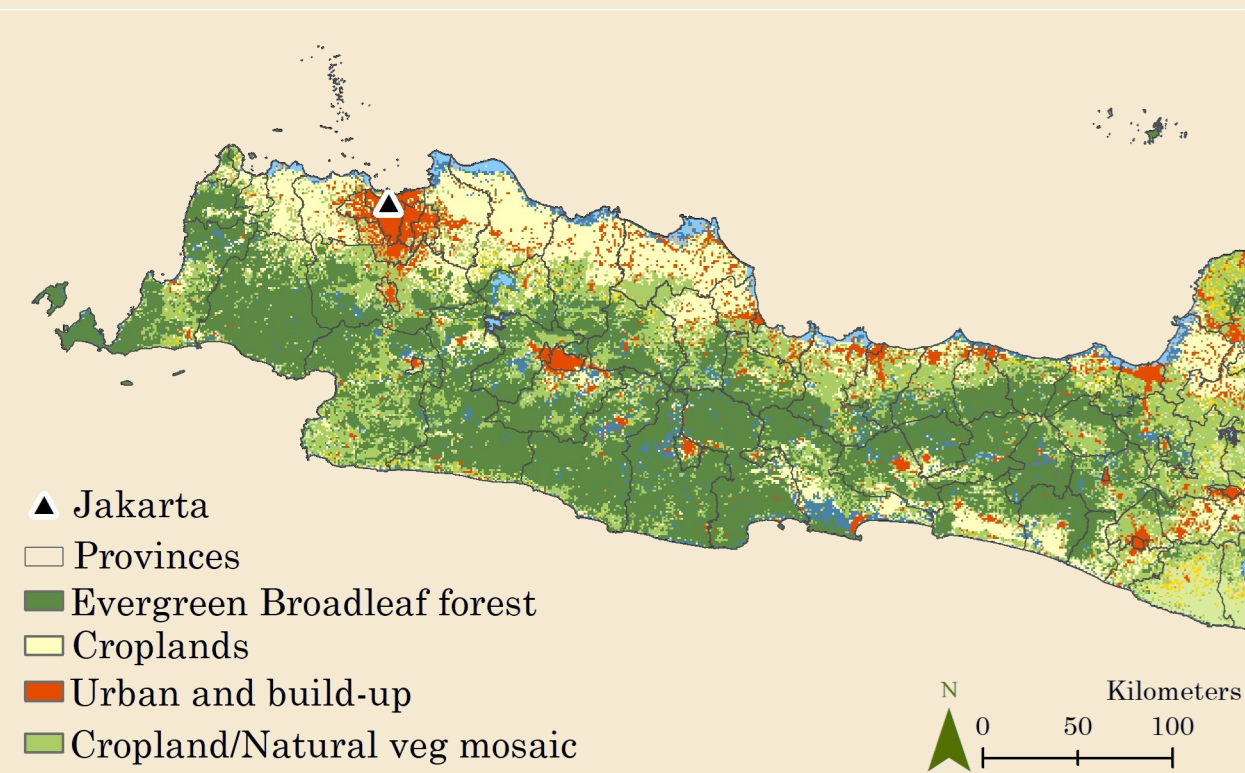 Jakarta
Provinces
Evergreen Broadleaf forest
Croplands
Urban and build-up
Cropland/Natural veg mosaic
N
Kilometers
0 50 100